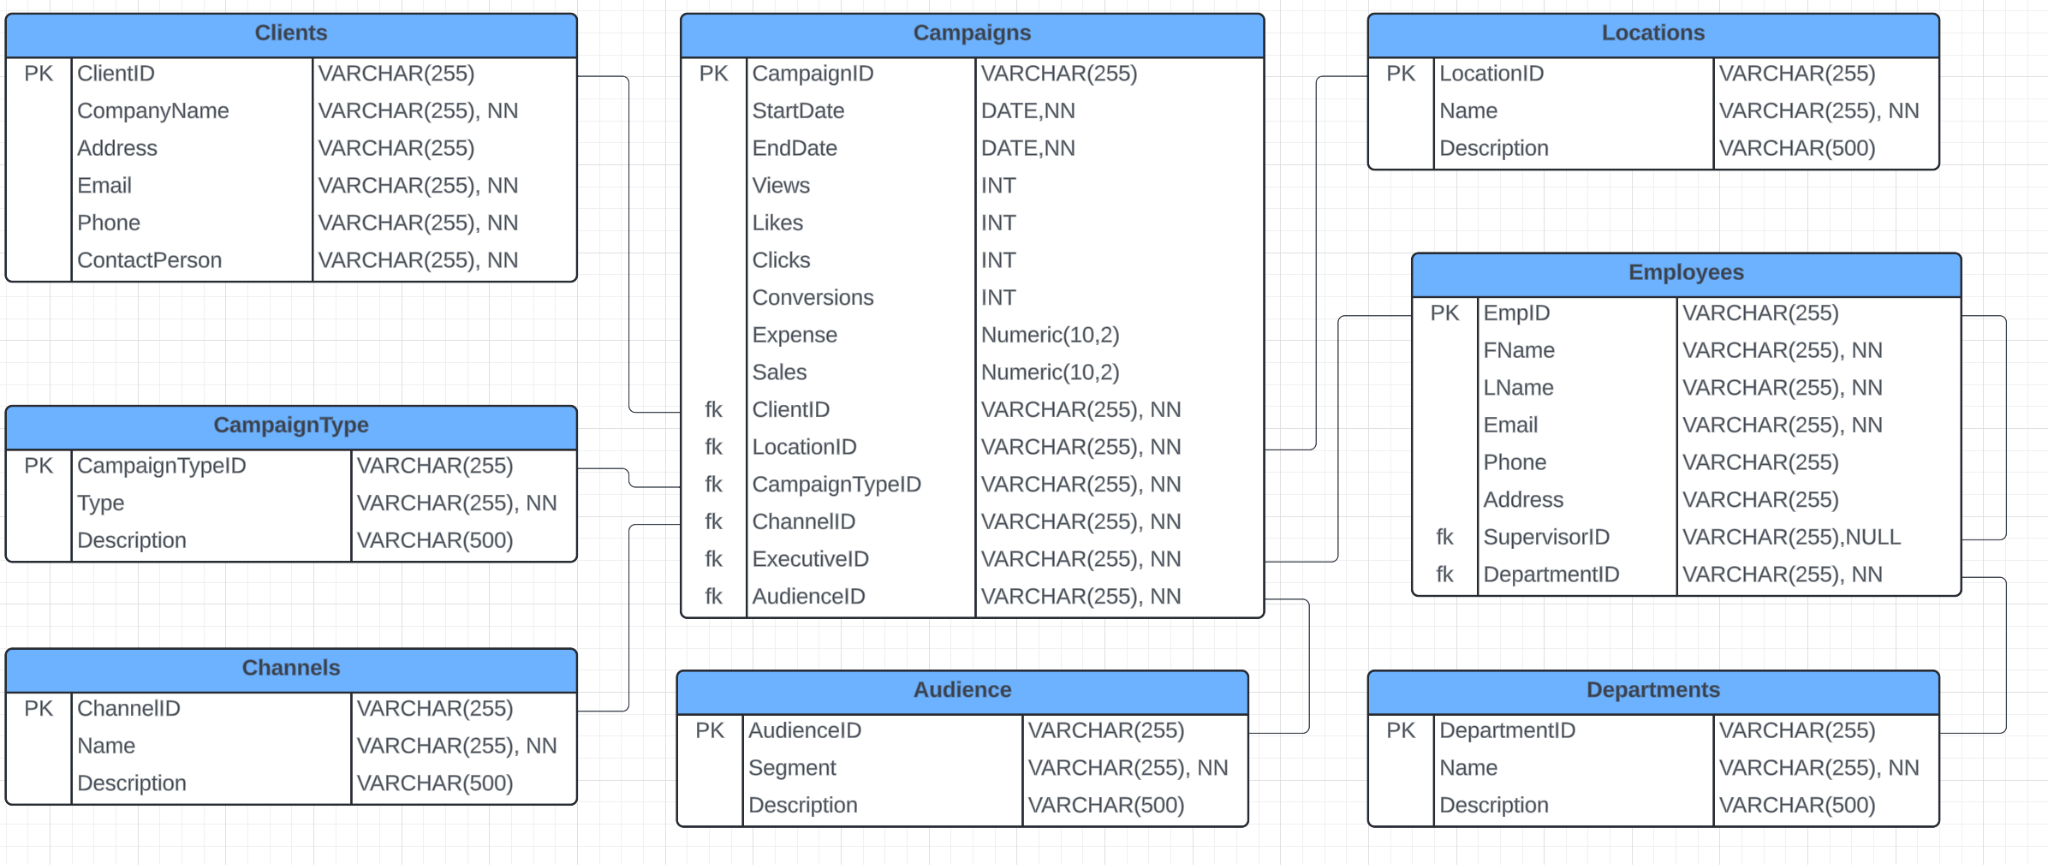 Clients
PK ClientID VARCHAR(255)
CompanyName VARCHAR(255), NN
Address VARCHAR(255)
Email VARCHAR(255), NN
Phone VARCHAR(255), NN
ContactPerson VARCHAR(255), NN
CampaignType
PK CampaignTypeID VARCHAR(255)
Type VARCHAR(255), NN
Description VARCHAR(500)
Channels
PK ChannelID VARCHAR(255)
Name VARCHAR(255), NN
Description VARCHAR(500)
Campaigns
PK CampaignID VARCHAR(255)
StartDate DATE,NN
EndDate DATE,NN
Views INT
Likes INT
Clicks INT
Conversions INT
Expense Numeric(10,2)
Sales Numeric(10,2)
fk ClientID VARCHAR(255), NN
fk LocationID VARCHAR(255), NN
fk CampaignTypeID VARCHAR(255), NN
fk ChannelID VARCHAR(255), NN
fk ExecutiveID VARCHAR(255), NN
fk AudienceID VARCHAR(255), NN
Audience
PK AudienceID VARCHAR(255)
Segment VARCHAR(255), NN
Description VARCHAR(500)
Locations
PK LocationID VARCHAR(255)
Name VARCHAR(255), NN
Description VARCHAR(500)
Employees
PK EmpID VARCHAR(255)
FName VARCHAR(255), NN
LName VARCHAR(255), NN
Email VARCHAR(255), NN
Phone VARCHAR(255)
Address VARCHAR(255)
fk SupervisorID VARCHAR(255),NULL
fk DepartmentID VARCHAR(255), NN
Departments
PK DepartmentID VARCHAR(255)
Name VARCHAR(255), NN
Description VARCHAR(500)